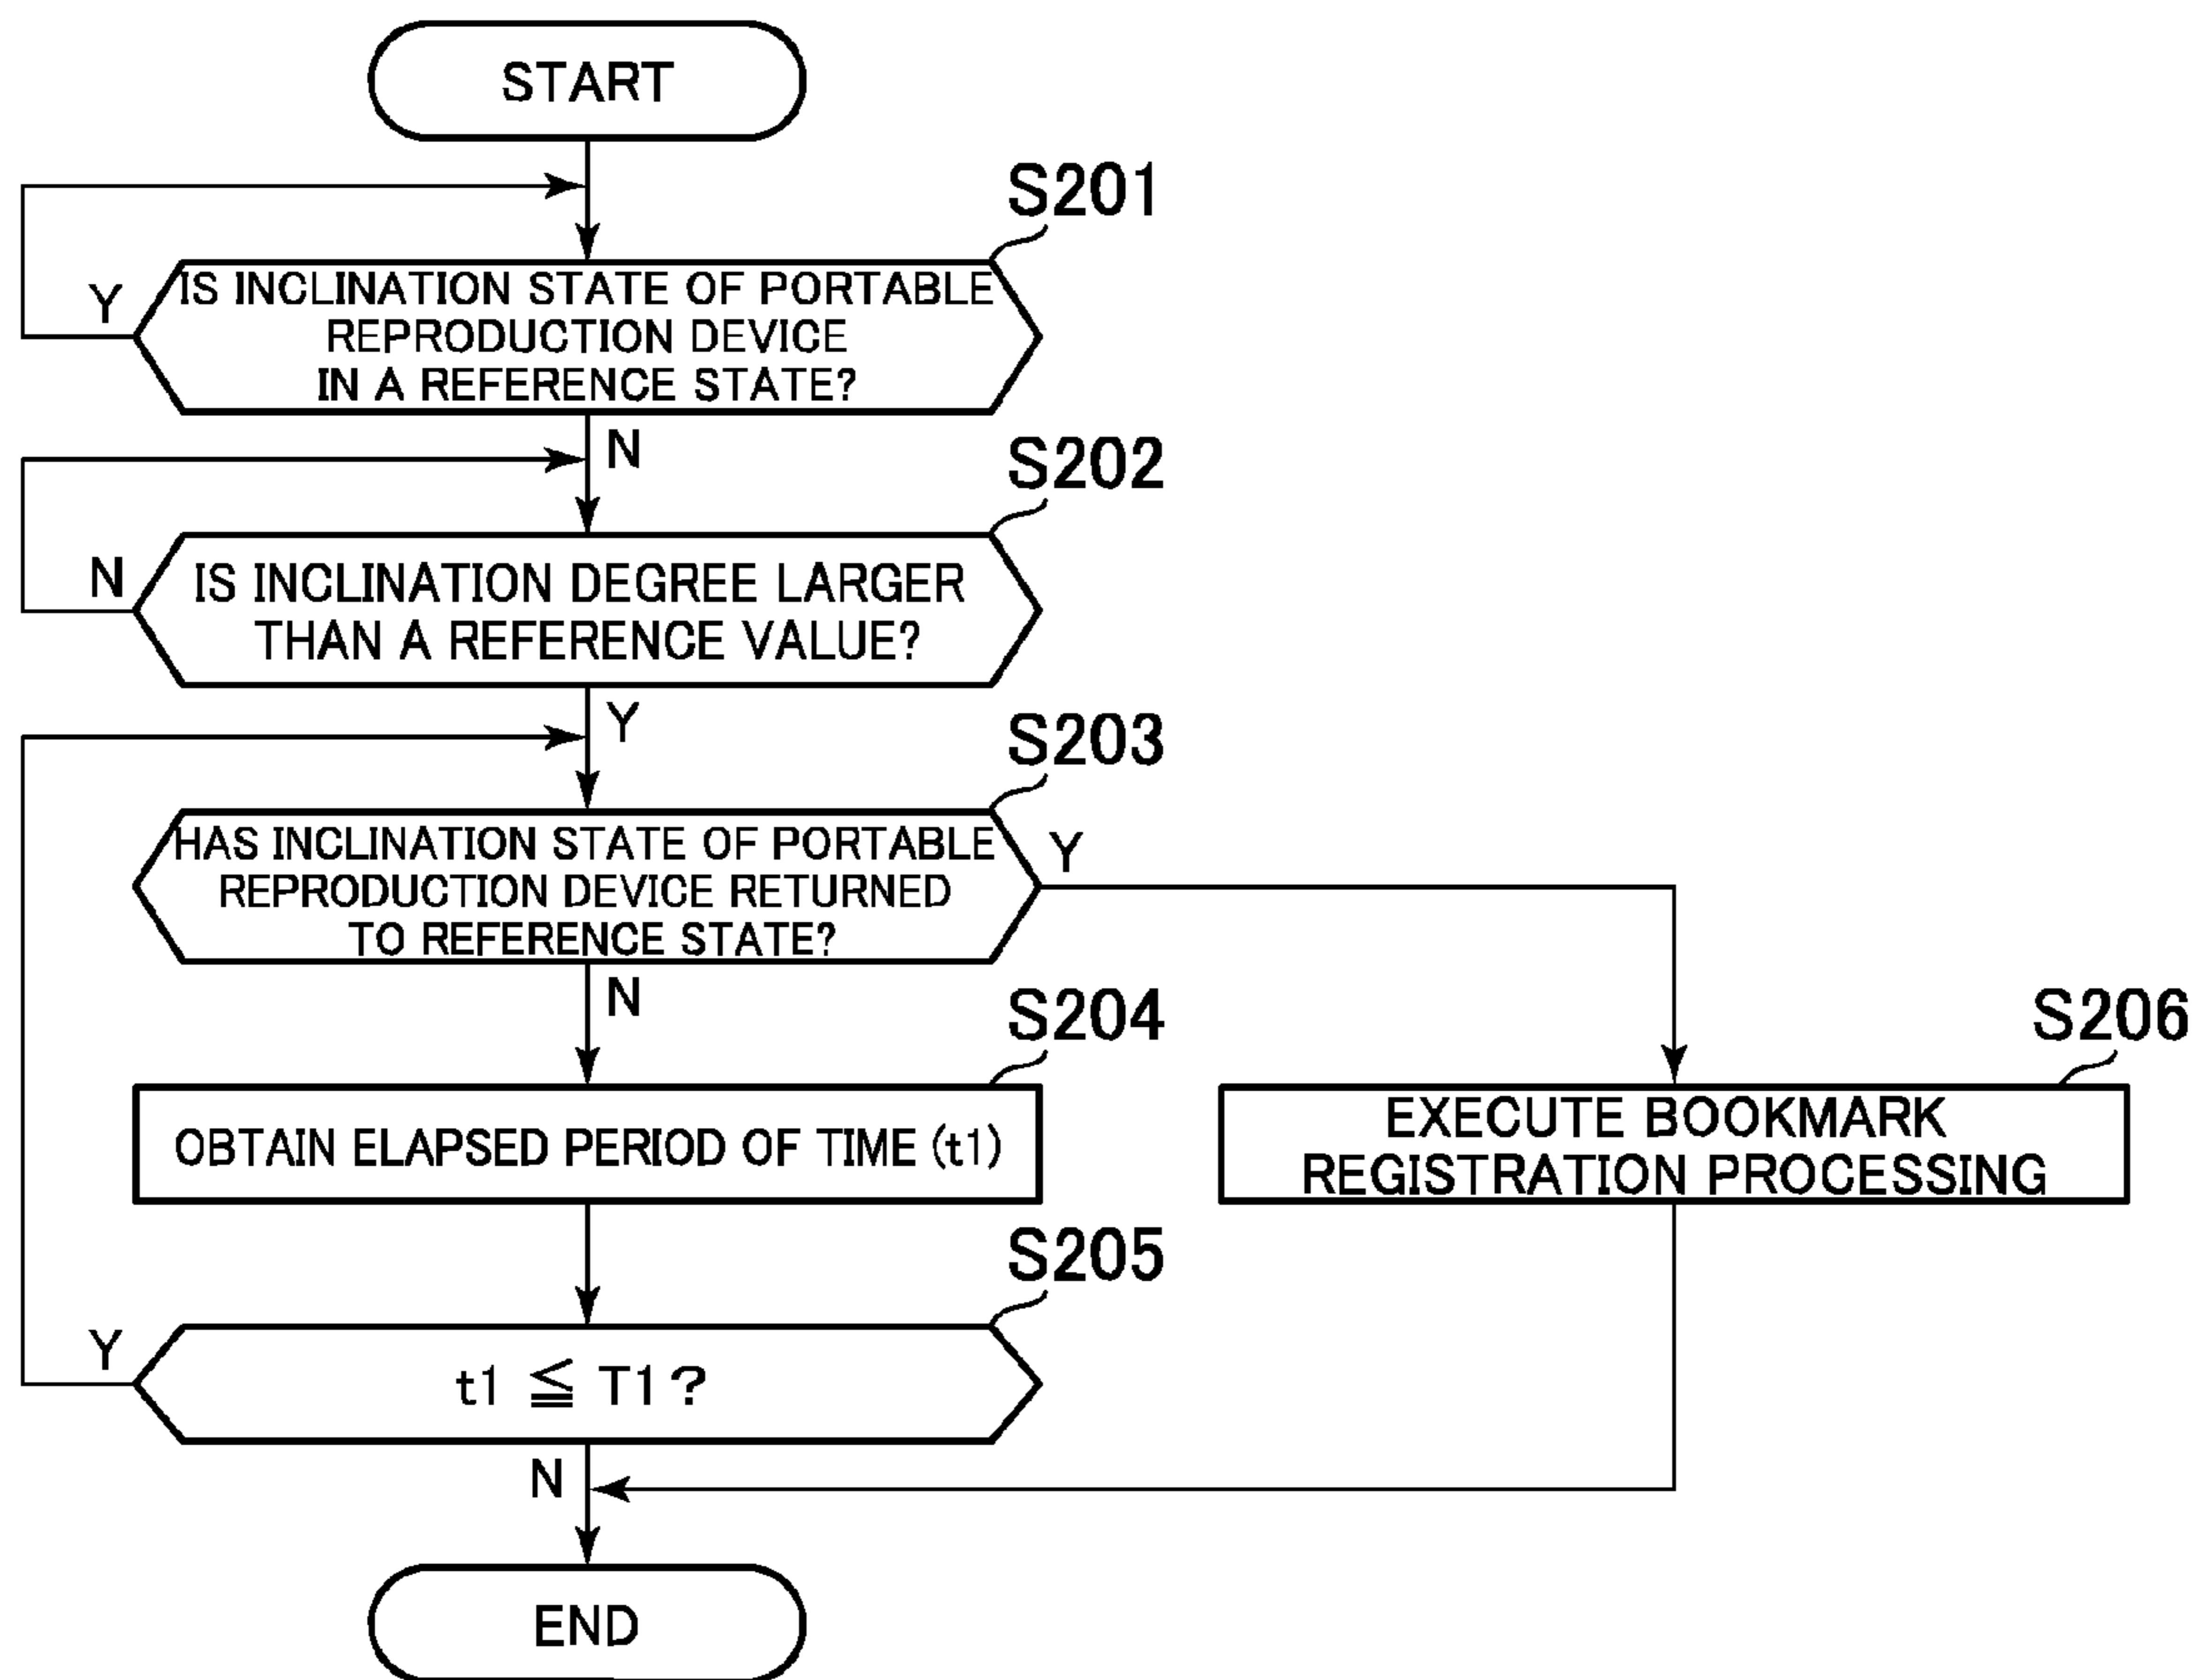 START
S201
IS INCLINATION STATE OF PORTABLE
REPRODUCTION DEVICE
IN A REFERENCE STATE?
Y
N
S202
IS INCLINATION DEGREE LARGER
THAN A REFERENCE VALUE?
N
Y
S203
HAS INCLINATION STATE OF PORTABLE
REPRODUCTION DEVICE RETURNED
TO REFERENCE STATE?
Y
N
S204
OBTAIN ELAPSED PERIOD OF TIME (t1)
S206
EXECUTE BOOKMARK
REGISTRATION PROCESSING
S205
t1 ≦ T1?
Y
N
END